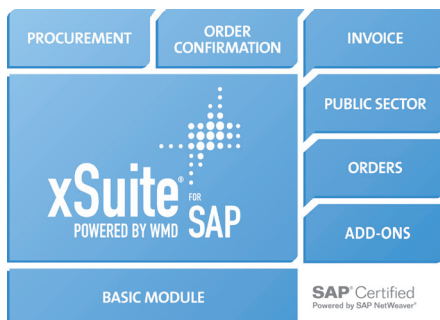 PROCUREMENT
ORDER
CONFIRMATION
INVOICE
PUBLIC SECTOR
ORDERS
ADD-ONS
xSuite® FOR SAP
POWERED BY WMD
BASIC MODULE
SAP® Certified
Powered by SAP NetWeaver®